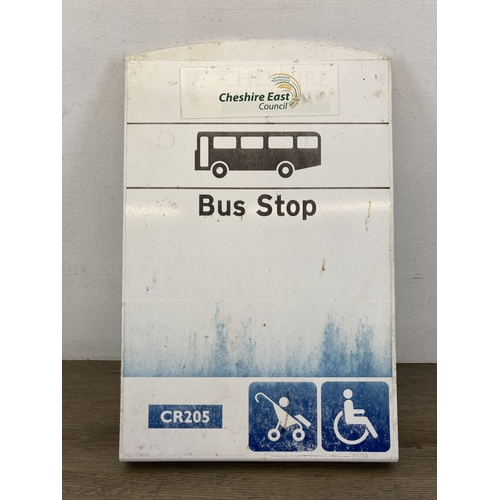 Cheshire East
Council
Bus Stop
CR205